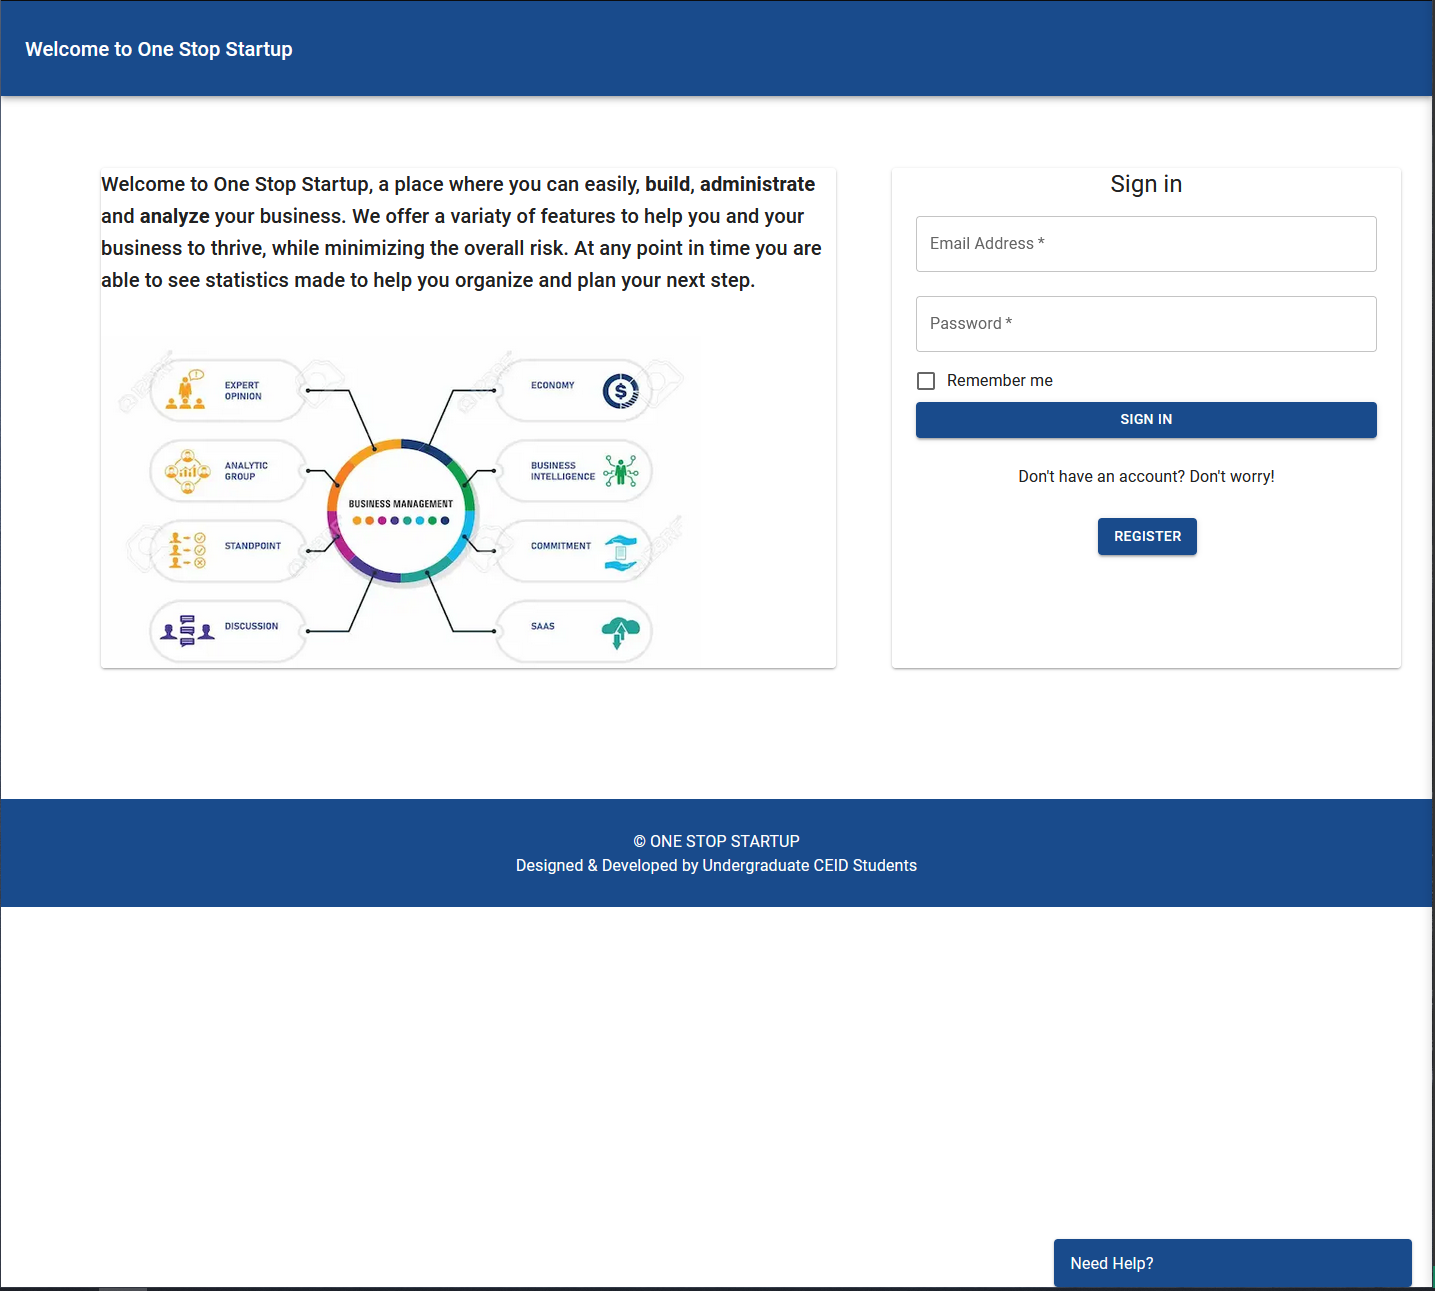 Welcome to One Stop Startup
Welcome to One Stop Startup, a place where you can easily, build, administrate
and analyze your business. We offer a variaty of features to help you and your
business to thrive, while minimizing the overall risk. At any point in time you are
able to see statistics made to help you organize and plan your next step.
EXPERT
OPINION
ANALYTIC
GROUP
STANDPOINT
DISCUSSION
BUSINESS MANAGEMENT
ECONOMY
BUSINESS
INTELLIGENCE
COMMITMENT
SAAS
Sign in
Email Address *
Password *
Remember me
SIGN IN
Don't have an account? Don't worry!
REGISTER
© ONE STOP STARTUP
Designed & Developed by Undergraduate CEID Students
Need Help?